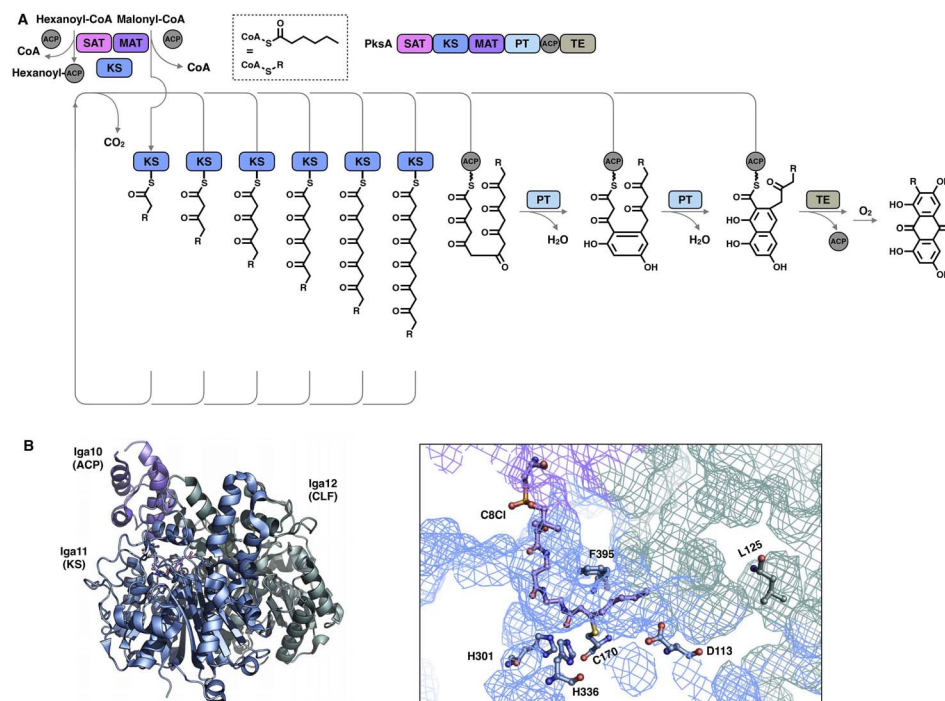 A
Hexanoyl-CoA Malonyl-CoA
ACP SAT MAT ACP
CoA CoA
Hexanoyl-ACP KS
O
CoA S
=
CoA S R
PksA SAT KS MAT PT ACP TE
CO2
KS KS KS KS KS KS ACP ACP ACP
S S S S S S S S S
O O O O O O O O O
R R R R R R R R R R
PT PT TE
H2O H2O ACP
O2
HO OH
HO OH OH
OH O OH
B
Iga10
(ACP)
Iga12
(CLF)
Iga11
(KS)
C8Cl
F395
L125
H301
C170
D113
H336